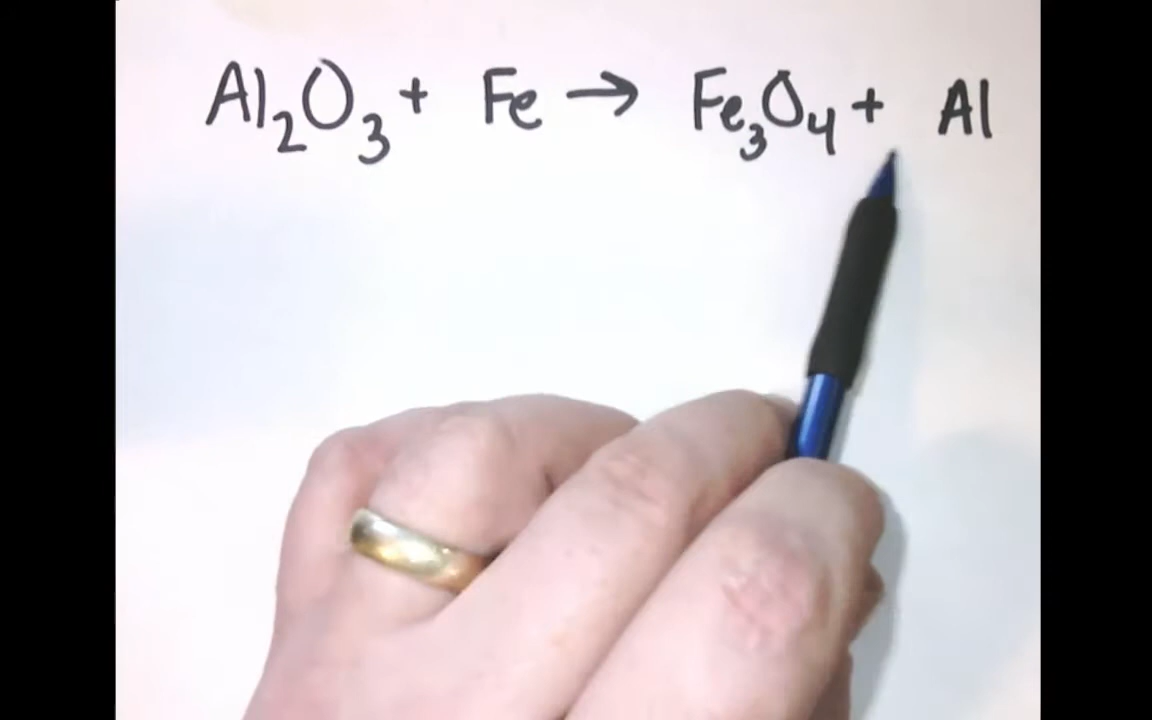 Al₂O₃ + Fe → Fe₃O₄ + Al